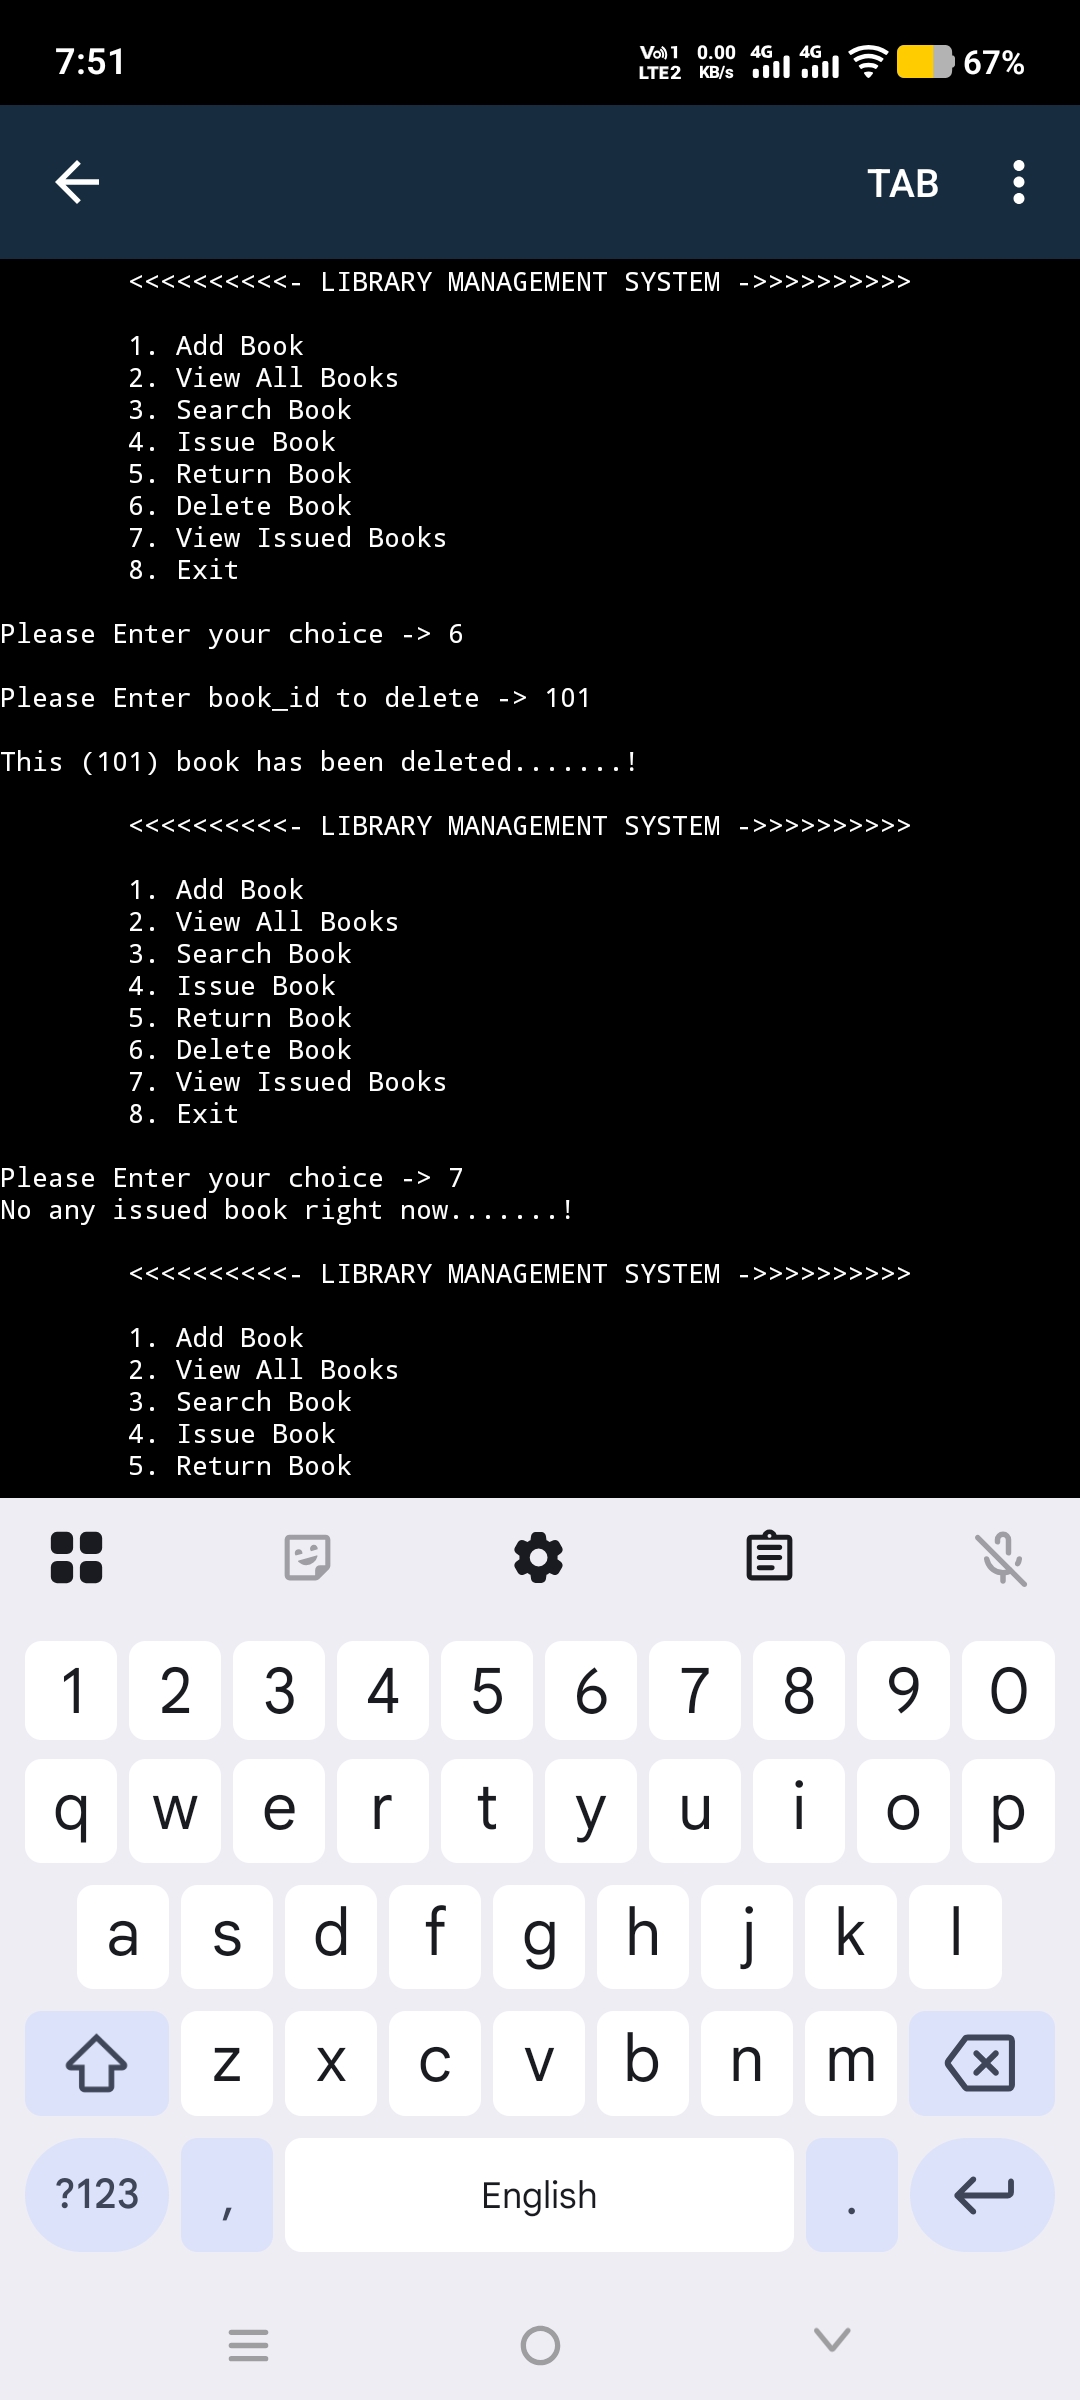 7:51 Vo))1 LTE2 0.00 KB/s 4G 4G 67%
TAB
<<<<<<<<<<- LIBRARY MANAGEMENT SYSTEM ->>>>>>>>>>
1. Add Book
2. View All Books
3. Search Book
4. Issue Book
5. Return Book
6. Delete Book
7. View Issued Books
8. Exit
Please Enter your choice -> 6
Please Enter book_id to delete -> 101
This (101) book has been deleted.......!
<<<<<<<<<<- LIBRARY MANAGEMENT SYSTEM ->>>>>>>>>>
1. Add Book
2. View All Books
3. Search Book
4. Issue Book
5. Return Book
6. Delete Book
7. View Issued Books
8. Exit
Please Enter your choice -> 7
No any issued book right now.......!
<<<<<<<<<<- LIBRARY MANAGEMENT SYSTEM ->>>>>>>>>>
1. Add Book
2. View All Books
3. Search Book
4. Issue Book
5. Return Book
1 2 3 4 5 6 7 8 9 0
q w e r t y u i o p
a s d f g h j k l
z x c v b n m
?123 , English .